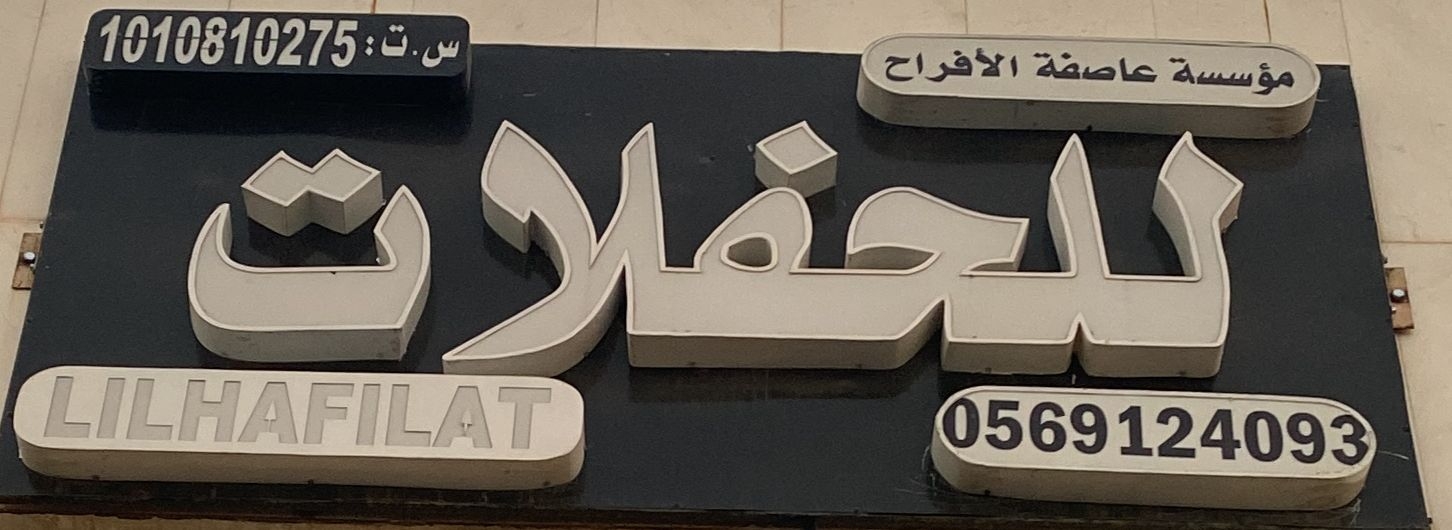 مؤسسة عاصفة الأفراح
س.ت: 1010810275
للحفلات
LILHAFILAT
0569124093